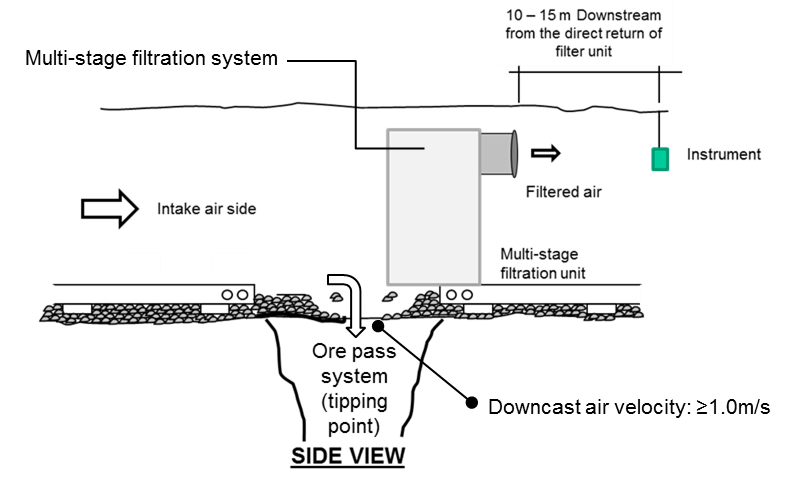 10 – 15 m Downstream
from the direct return of
filter unit
Multi-stage filtration system
Instrument
Filtered air
Intake air side
Multi-stage
filtration unit
Ore pass
system
(tipping
point)
Downcast air velocity: ≥1.0m/s
SIDE VIEW